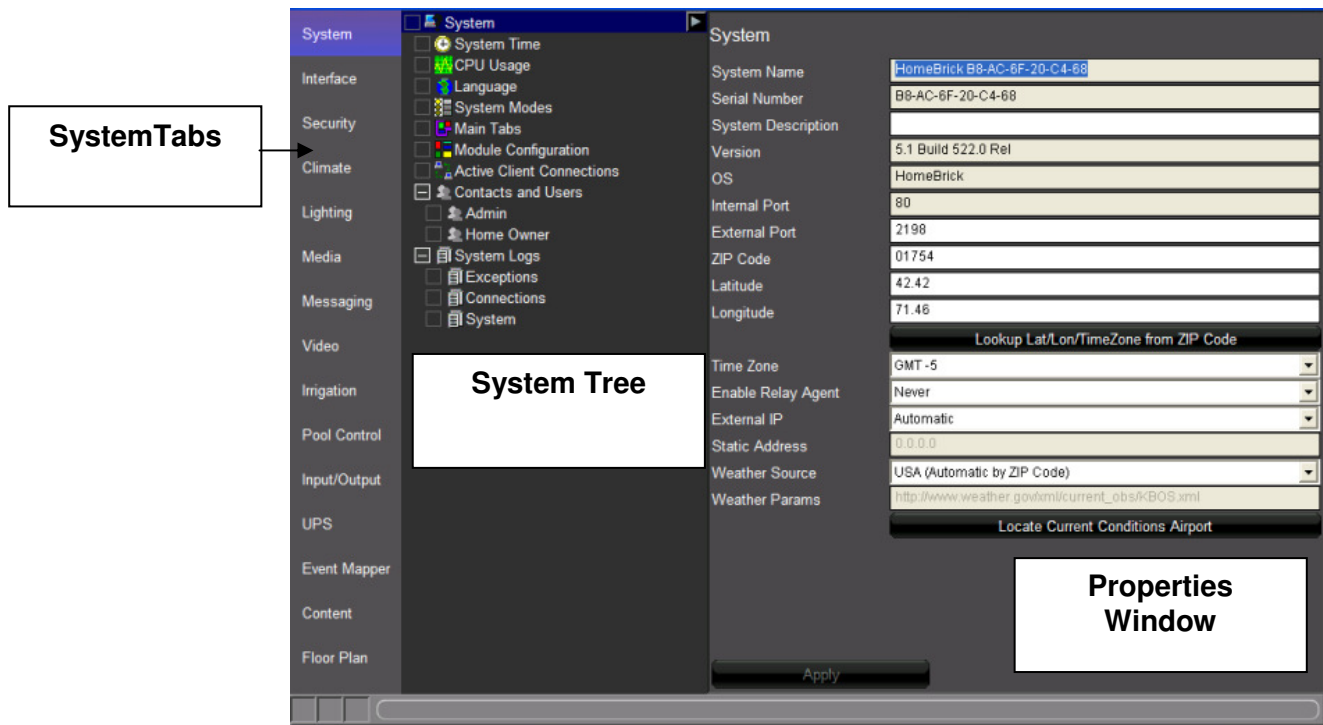 SystemTabs
System
Interface
Security
Climate
Lighting
Media
Messaging
Video
Irrigation
Pool Control
Input/Output
UPS
Event Mapper
Content
Floor Plan
System
System Time
CPU Usage
Language
System Modes
Main Tabs
Module Configuration
Active Client Connections
Contacts and Users
Admin
Home Owner
System Logs
Exceptions
Connections
System
System Tree
System
System Name HomeBrick B8-AC-6F-20-C4-68
Serial Number B8-AC-6F-20-C4-68
System Description
Version 5.1 Build 522.0 Rel
OS HomeBrick
Internal Port 80
External Port 2198
ZIP Code 01754
Latitude 42.42
Longitude 71.46
Lookup Lat/Lon/TimeZone from ZIP Code
Time Zone GMT -5
Enable Relay Agent Never
External IP Automatic
Static Address 0.0.0.0
Weather Source USA (Automatic by ZIP Code)
Weather Params http://www.weather.gov/xml/current_obs/KBOS.xml
Locate Current Conditions Airport
Properties
Window
Apply